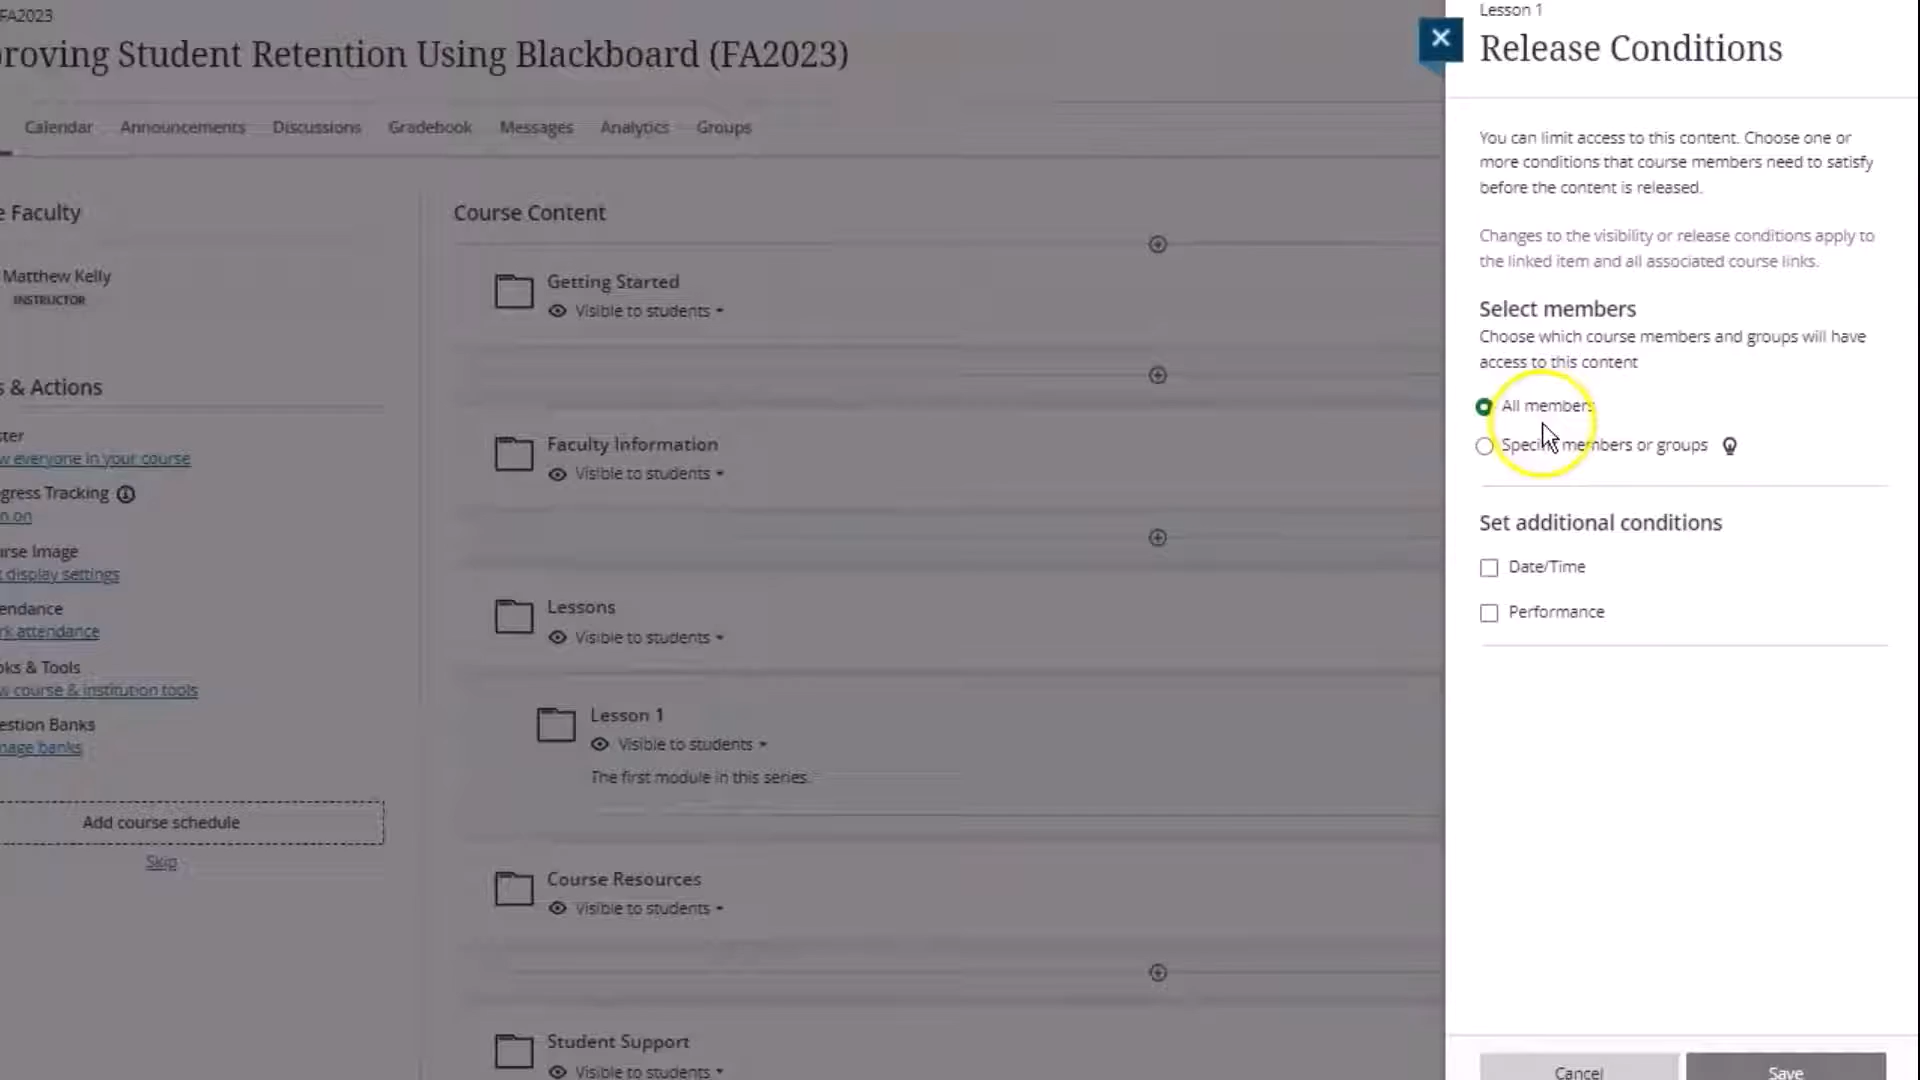 FA2023
roving Student Retention Using Blackboard (FA2023)
Calendar Announcements Discussions Gradebook Messages Analytics Groups
e Faculty
Matthew Kelly
INSTRUCTOR
s & Actions
ster
w everyone in your course
gress Tracking
n on
urse Image
t display settings
endance
rk attendance
oks & Tools
w course & institution tools
estion Banks
nage banks
Add course schedule
Skip
Course Content
Getting Started
Visible to students
Faculty Information
Visible to students
Lessons
Visible to students
Lesson 1
Visible to students
The first module in this series.
Course Resources
Visible to students
Student Support
Visible to students
Lesson 1
Release Conditions
You can limit access to this content. Choose one or
more conditions that course members need to satisfy
before the content is released.
Changes to the visibility or release conditions apply to
the linked item and all associated course links.
Select members
Choose which course members and groups will have
access to this content
All members
Specific members or groups
Set additional conditions
Date/Time
Performance
Cancel
Save